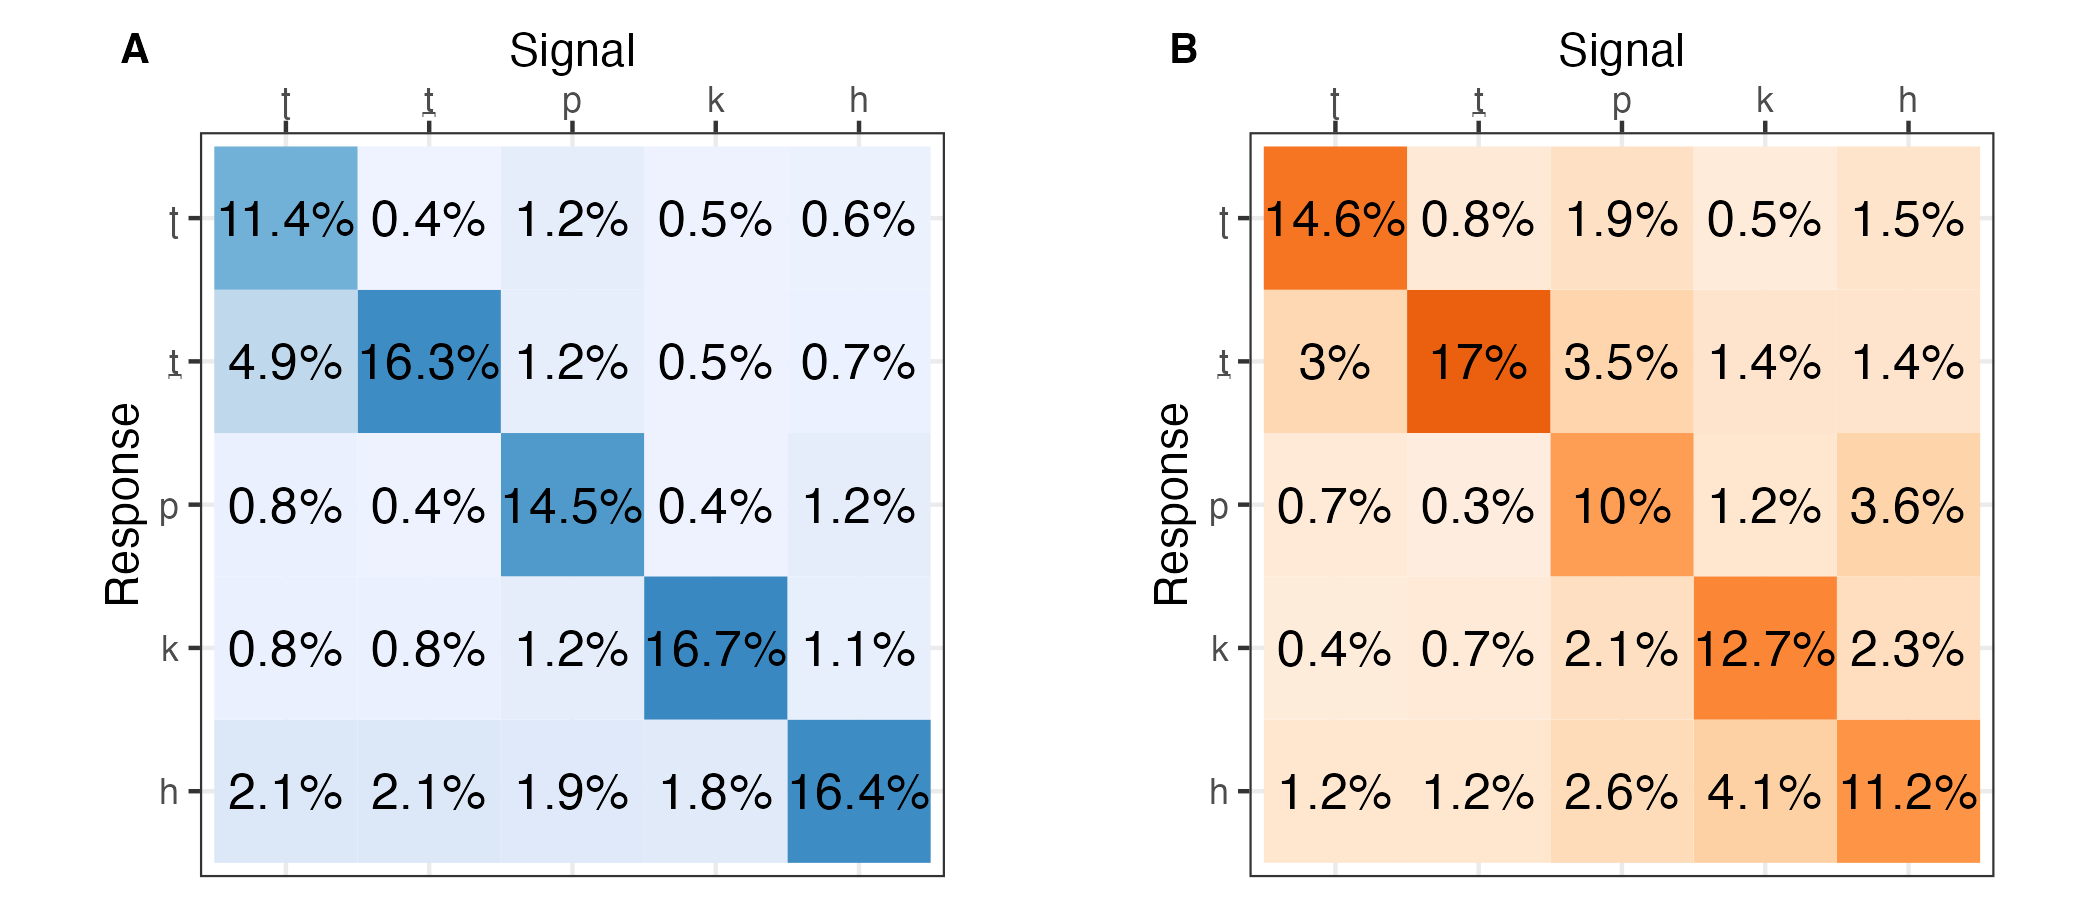 A
Signal
ʈ t̺ p k h
ʈ 11.4% 0.4% 1.2% 0.5% 0.6%
t̺ 4.9% 16.3% 1.2% 0.5% 0.7%
p 0.8% 0.4% 14.5% 0.4% 1.2%
k 0.8% 0.8% 1.2% 16.7% 1.1%
h 2.1% 2.1% 1.9% 1.8% 16.4%
Response
B
Signal
ʈ t̺ p k h
ʈ 14.6% 0.8% 1.9% 0.5% 1.5%
t̺ 3% 17% 3.5% 1.4% 1.4%
p 0.7% 0.3% 10% 1.2% 3.6%
k 0.4% 0.7% 2.1% 12.7% 2.3%
h 1.2% 1.2% 2.6% 4.1% 11.2%
Response